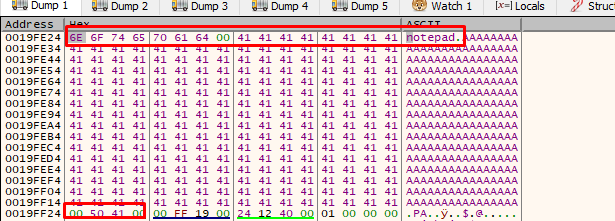 Dump 1 Dump 2 Dump 3 Dump 4 Dump 5 Watch 1 [x=] Locals Struct
Address Hex ASCII
0019FE24 6E 6F 74 65 70 61 64 00 41 41 41 41 41 41 41 41 notepad.AAAAAAAA
0019FE34 41 41 41 41 41 41 41 41 41 41 41 41 41 41 41 41 AAAAAAAAAAAAAAAA
0019FE44 41 41 41 41 41 41 41 41 41 41 41 41 41 41 41 41 AAAAAAAAAAAAAAAA
0019FE54 41 41 41 41 41 41 41 41 41 41 41 41 41 41 41 41 AAAAAAAAAAAAAAAA
0019FE64 41 41 41 41 41 41 41 41 41 41 41 41 41 41 41 41 AAAAAAAAAAAAAAAA
0019FE74 41 41 41 41 41 41 41 41 41 41 41 41 41 41 41 41 AAAAAAAAAAAAAAAA
0019FE84 41 41 41 41 41 41 41 41 41 41 41 41 41 41 41 41 AAAAAAAAAAAAAAAA
0019FE94 41 41 41 41 41 41 41 41 41 41 41 41 41 41 41 41 AAAAAAAAAAAAAAAA
0019FEA4 41 41 41 41 41 41 41 41 41 41 41 41 41 41 41 41 AAAAAAAAAAAAAAAA
0019FEB4 41 41 41 41 41 41 41 41 41 41 41 41 41 41 41 41 AAAAAAAAAAAAAAAA
0019FEC4 41 41 41 41 41 41 41 41 41 41 41 41 41 41 41 41 AAAAAAAAAAAAAAAA
0019FED4 41 41 41 41 41 41 41 41 41 41 41 41 41 41 41 41 AAAAAAAAAAAAAAAA
0019FEE4 41 41 41 41 41 41 41 41 41 41 41 41 41 41 41 41 AAAAAAAAAAAAAAAA
0019FEF4 41 41 41 41 41 41 41 41 41 41 41 41 41 41 41 41 AAAAAAAAAAAAAAAA
0019FF04 41 41 41 41 41 41 41 41 41 41 41 41 41 41 41 41 AAAAAAAAAAAAAAAA
0019FF14 41 41 41 41 41 41 41 41 41 41 41 41 41 41 41 41 AAAAAAAAAAAAAAAA
0019FF24 00 50 41 00 00 FF 19 00 24 12 40 00 01 00 00 00 .PA..ÿ..$.@.....